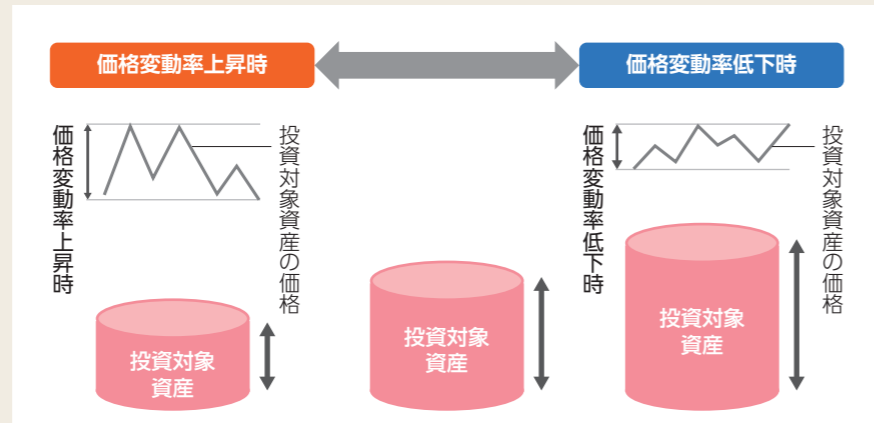 価格変動率上昇時
価格変動率低下時
価格変動率上昇時
投資対象資産の価格
価格変動率低下時
投資対象資産の価格
投資対象
資産
投資対象
資産
投資対象
資産